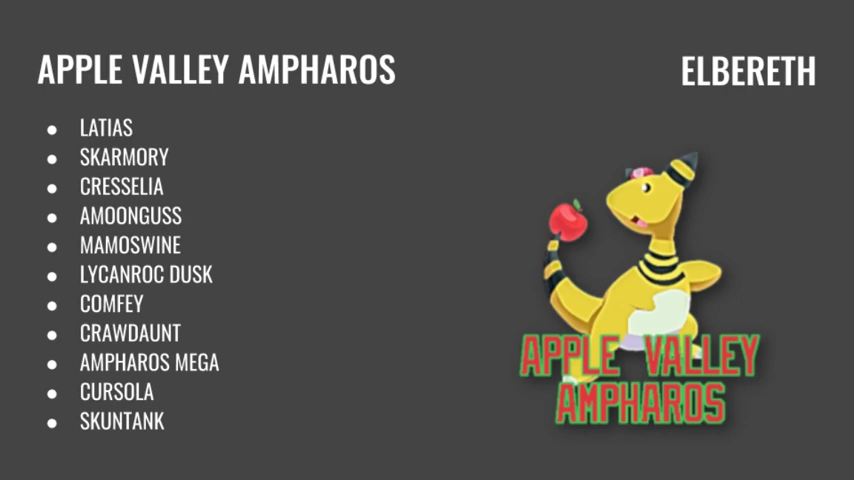 APPLE VALLEY AMPHAROS
ELBERETH
● LATIAS
● SKARMORY
● CRESSELIA
● AMOONGUSS
● MAMOSWINE
● LYCANROC DUSK
● COMFEY
● CRAWDAUNT
● AMPHAROS MEGA
● CURSOLA
● SKUNTANK
APPLE VALLEY
AMPHAROS